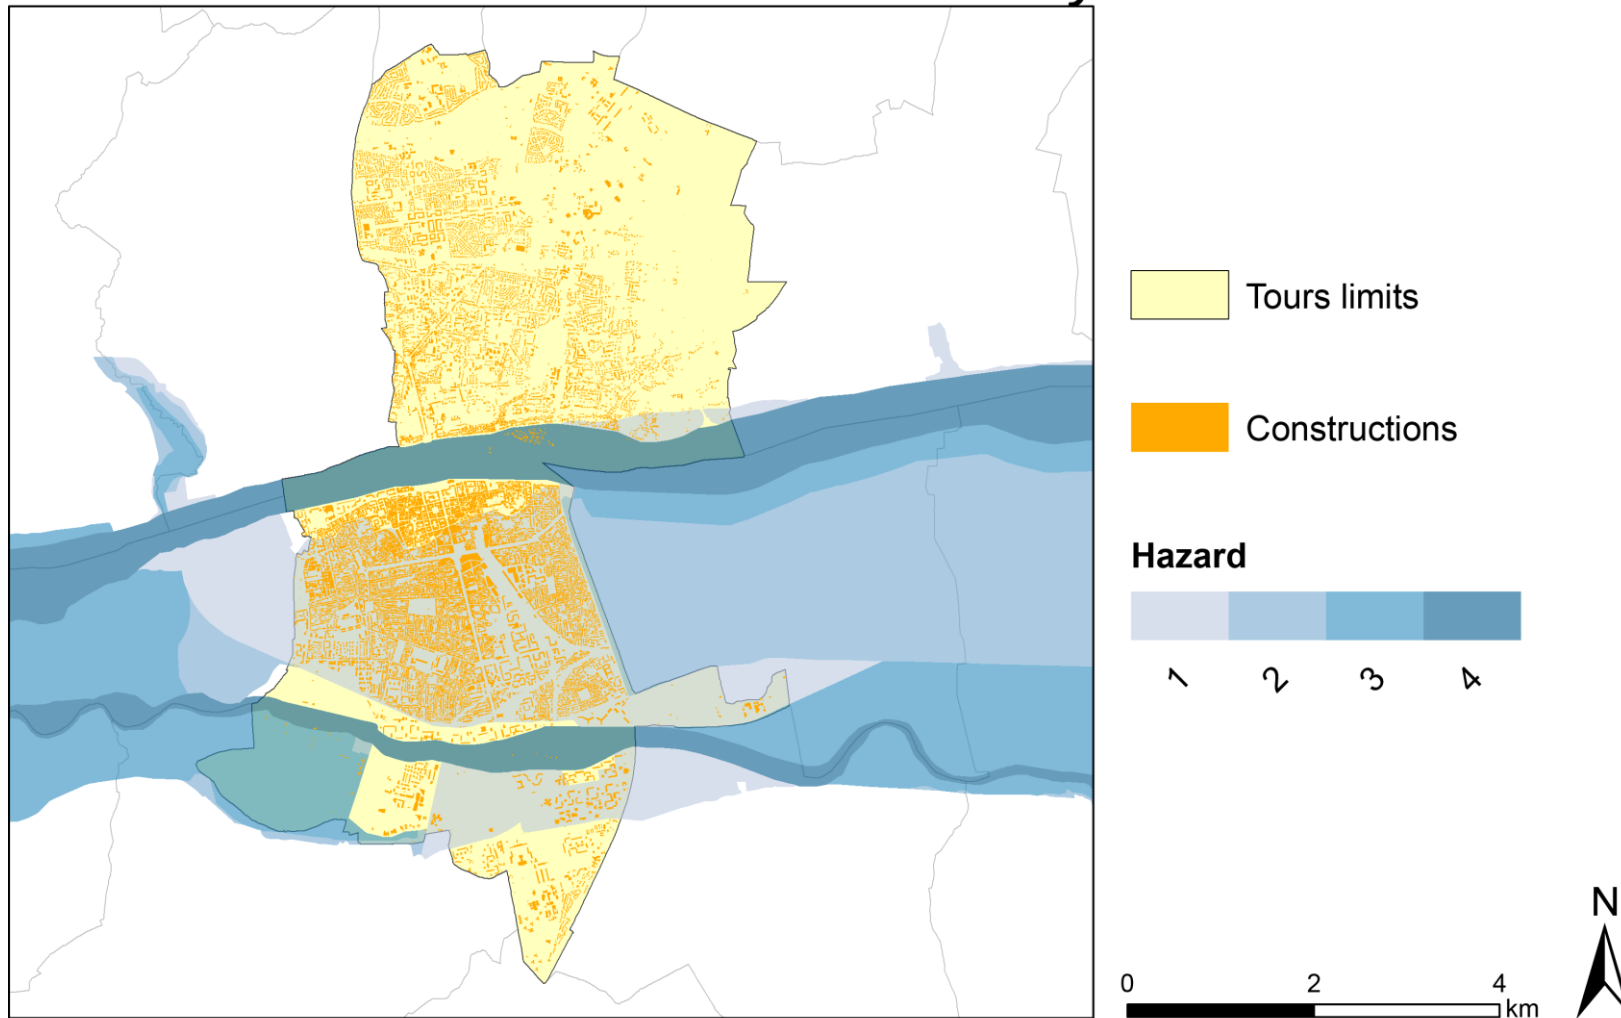 Tours limits
Constructions
Hazard
1 2 3 4
N
0 2 4
km